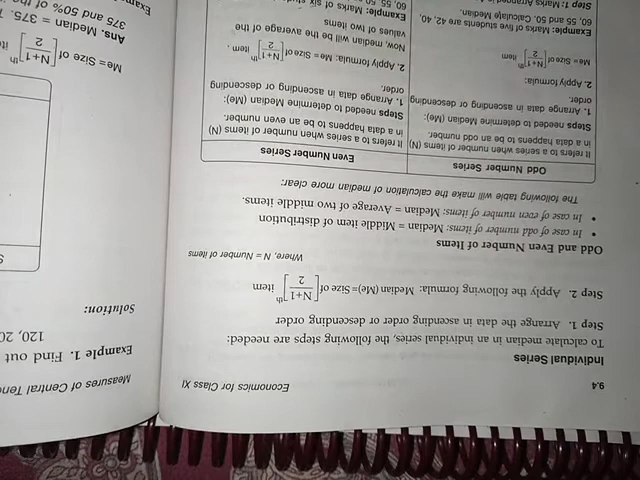 9.4
Economics for Class XI
Individual Series
To calculate median in an individual series, the following steps are needed:
Step 1. Arrange the data in ascending order or descending order
Step 2. Apply the following formula: Median (Me)= Size of [N+1/2]th item
Where, N = Number of items
Odd and Even Number of Items
• In case of odd number of items: Median = Middle item of distribution
• In case of even number of items: Median = Average of two middle items.
The following table will make the calculation of median more clear:
Odd Number Series
It refers to a series when number of items (N)
in a data happens to be an odd number.
Steps needed to determine Median (Me):
1. Arrange data in ascending or descending
order.
2. Apply formula:
Me= Size of [N+1/2]th item
Example: Marks of five students are 42, 40,
60, 55 and 50. Calculate Median.
Step 1: Marks Arranged
Even Number Series
It refers to a series when number of items (N)
in a data happens to be an even number.
Steps needed to determine Median (Me):
1. Arrange data in ascending or descending
order.
2. Apply formula: Me= Size of [N+1/2]th item.
Now, median will be the average of the
values of two items
Example: Marks of six
Measures of Central
Example 1. Find out
120, 20
Solution:
Me= Size of [N+1/2]th
Ans. Median = 375.
375 and 50% of the